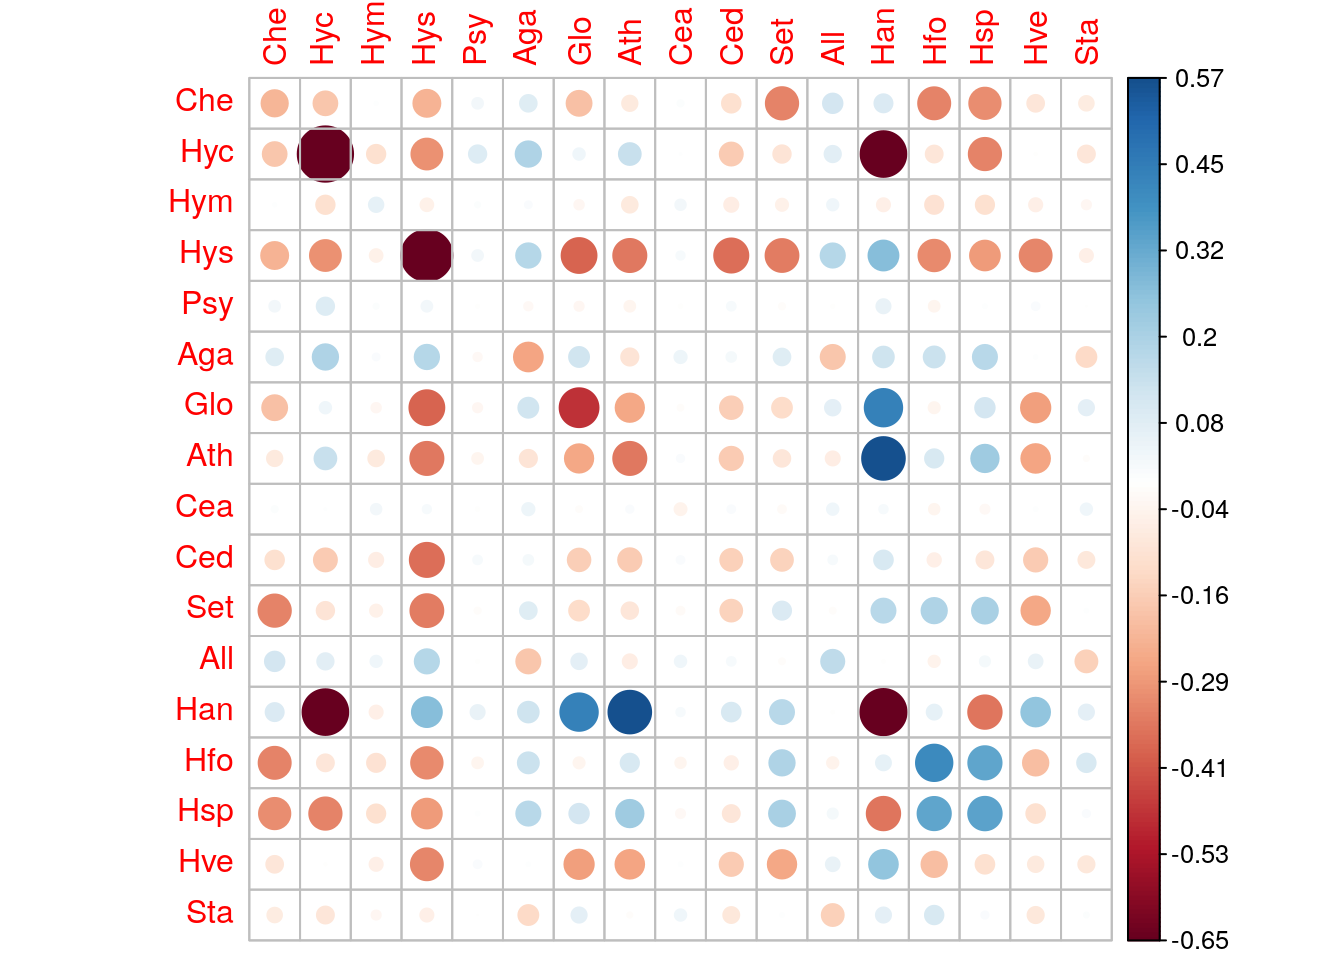 Che Hyc Hym Hys Psy Aga Glo Ath Cea Ced Set All Han Hfo Hsp Hve Sta
Che
Hyc
Hym
Hys
Psy
Aga
Glo
Ath
Cea
Ced
Set
All
Han
Hfo
Hsp
Hve
Sta
0.57
0.45
0.32
0.2
0.08
-0.04
-0.16
-0.29
-0.41
-0.53
-0.65